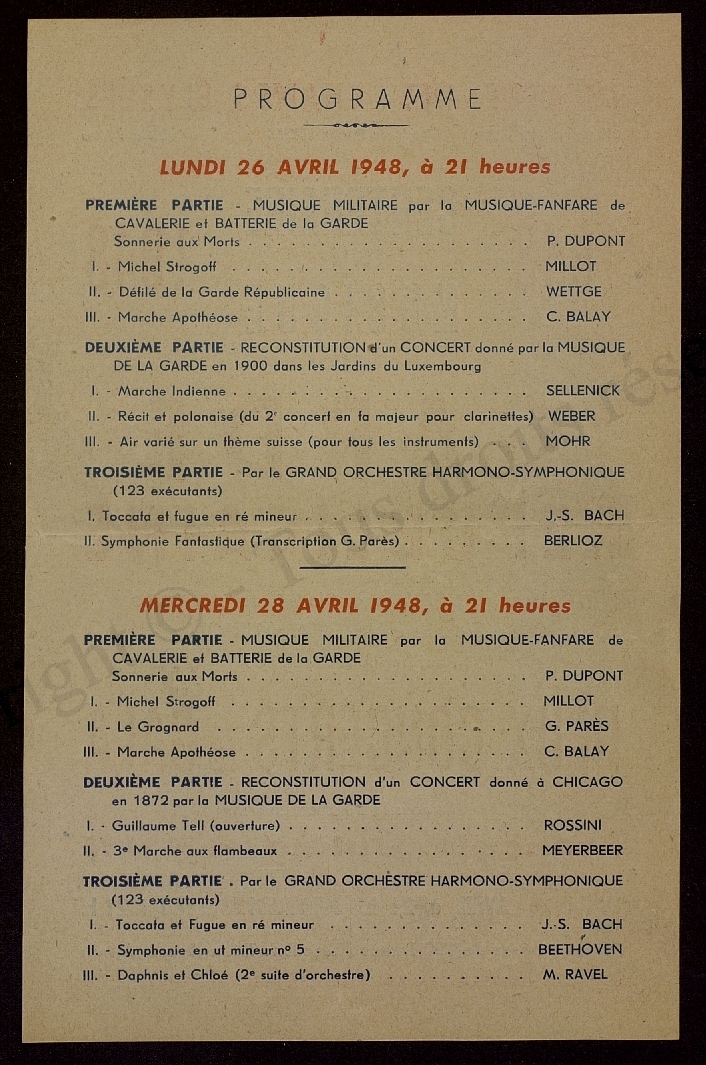 PROGRAMME
LUNDI 26 AVRIL 1948, à 21 heures
PREMIÈRE PARTIE - MUSIQUE MILITAIRE par la MUSIQUE-FANFARE de
CAVALERIE et BATTERIE de la GARDE
Sonnerie aux Morts . . . . . . . . . . . . . . . . . P. DUPONT
I. - Michel Strogoff . . . . . . . . . . . . . . . . . . MILLOT
II. - Défilé de la Garde Républicaine . . . . . . . . . . . . WETTGE
III. - Marche Apothéose . . . . . . . . . . . . . . . . . C. BALAY
DEUXIÈME PARTIE - RECONSTITUTION d'un CONCERT donné par la MUSIQUE
DE LA GARDE en 1900 dans les Jardins du Luxembourg
I. - Marche Indienne . . . . . . . . . . . . . . . . . . SELLENICK
II. - Récit et polonaise (du 2e concert en fa majeur pour clarinettes) WEBER
III. - Air varié sur un thème suisse (pour tous les instruments) . . . MOHR
TROISIÈME PARTIE - Par le GRAND ORCHESTRE HARMONO-SYMPHONIQUE
(123 exécutants)
I. Toccata et fugue en ré mineur . . . . . . . . . . . . . . J.-S. BACH
II. Symphonie Fantastique (Transcription G. Parès) . . . . . . . . BERLIOZ
MERCREDI 28 AVRIL 1948, à 21 heures
PREMIÈRE PARTIE - MUSIQUE MILITAIRE par la MUSIQUE-FANFARE de
CAVALERIE et BATTERIE de la GARDE
Sonnerie aux Morts . . . . . . . . . . . . . . . . . P. DUPONT
I. - Michel Strogoff . . . . . . . . . . . . . . . . . . MILLOT
II. - Le Grognard . . . . . . . . . . . . . . . . . . . G. PARÈS
III. - Marche Apothéose . . . . . . . . . . . . . . . . . C. BALAY
DEUXIÈME PARTIE - RECONSTITUTION d'un CONCERT donné à CHICAGO
en 1872 par la MUSIQUE DE LA GARDE
I. - Guillaume Tell (ouverture) . . . . . . . . . . . . . . . ROSSINI
II. - 3e Marche aux flambeaux . . . . . . . . . . . . . . . MEYERBEER
TROISIÈME PARTIE . Par le GRAND ORCHESTRE HARMONO-SYMPHONIQUE
(123 exécutants)
I. - Toccata et Fugue en ré mineur . . . . . . . . . . . . J.-S. BACH
II. - Symphonie en ut mineur n° 5 . . . . . . . . . . . . . BEETHOVEN
III. - Daphnis et Chloé (2e suite d'orchestre) . . . . . . . . . M. RAVEL